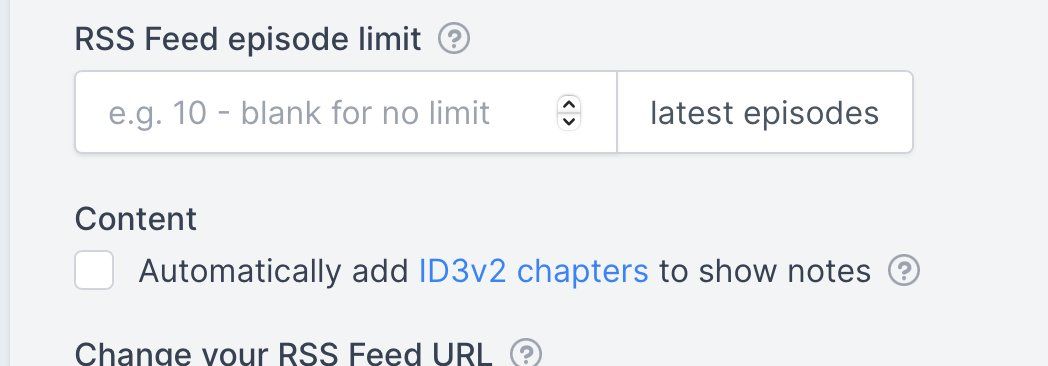 RSS Feed episode limit ?
e.g. 10 - blank for no limit latest episodes
Content
Automatically add ID3v2 chapters to show notes ?
Change your RSS Feed URL ?